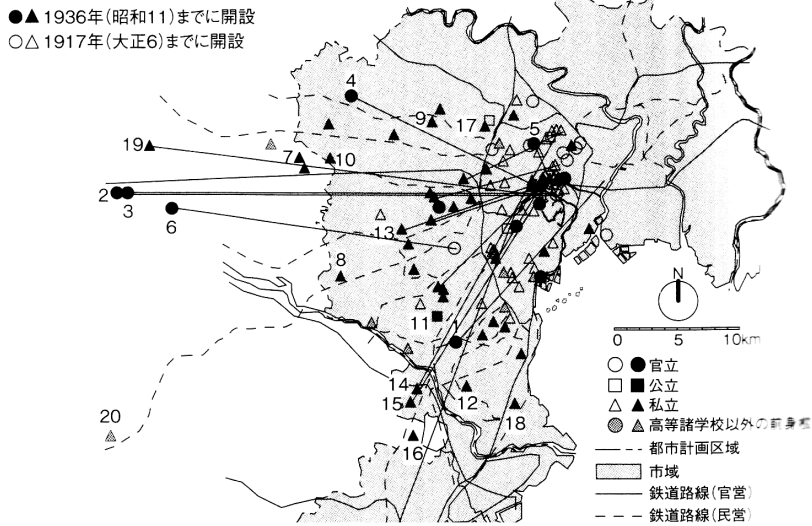 ●▲1936年(昭和11)までに開設
○△1917年(大正6)までに開設
4
9
17
5
19
7
10
2
3
6
13
8
11
1
14
15
12
18
16
20
N
0 5 10km
○●官立
□■公立
△▲私立
高等諸学校以外の前身校
都市計画区域
市域
鉄道路線(官営)
鉄道路線(民営)